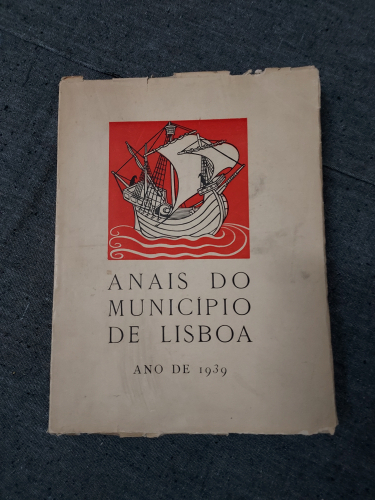 ANAIS DO
MUNICÍPIO
DE LISBOA
ANO DE 1939